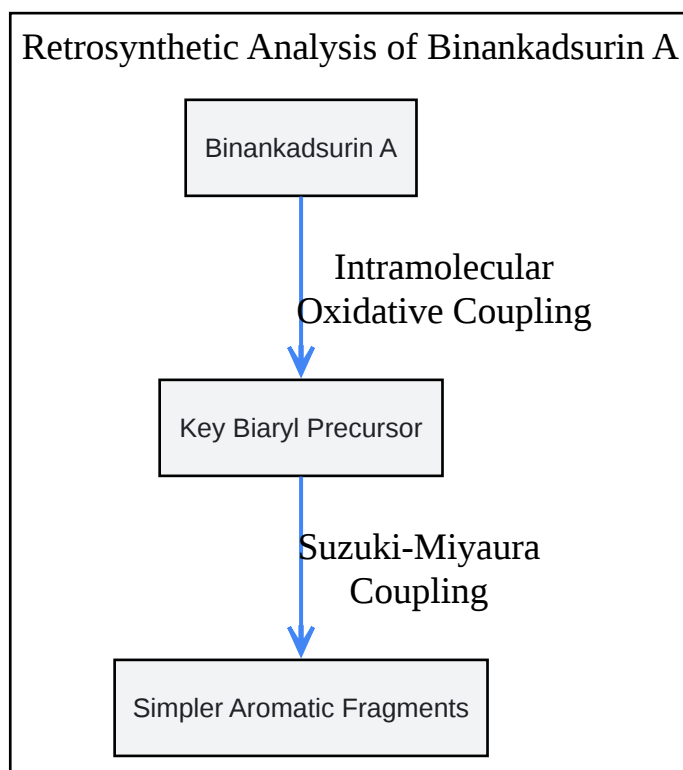 Retrosynthetic Analysis of Binankadsurin A
Binankadsurin A
Intramolecular
Oxidative Coupling
Key Biaryl Precursor
Suzuki-Miyaura
Coupling
Simpler Aromatic Fragments